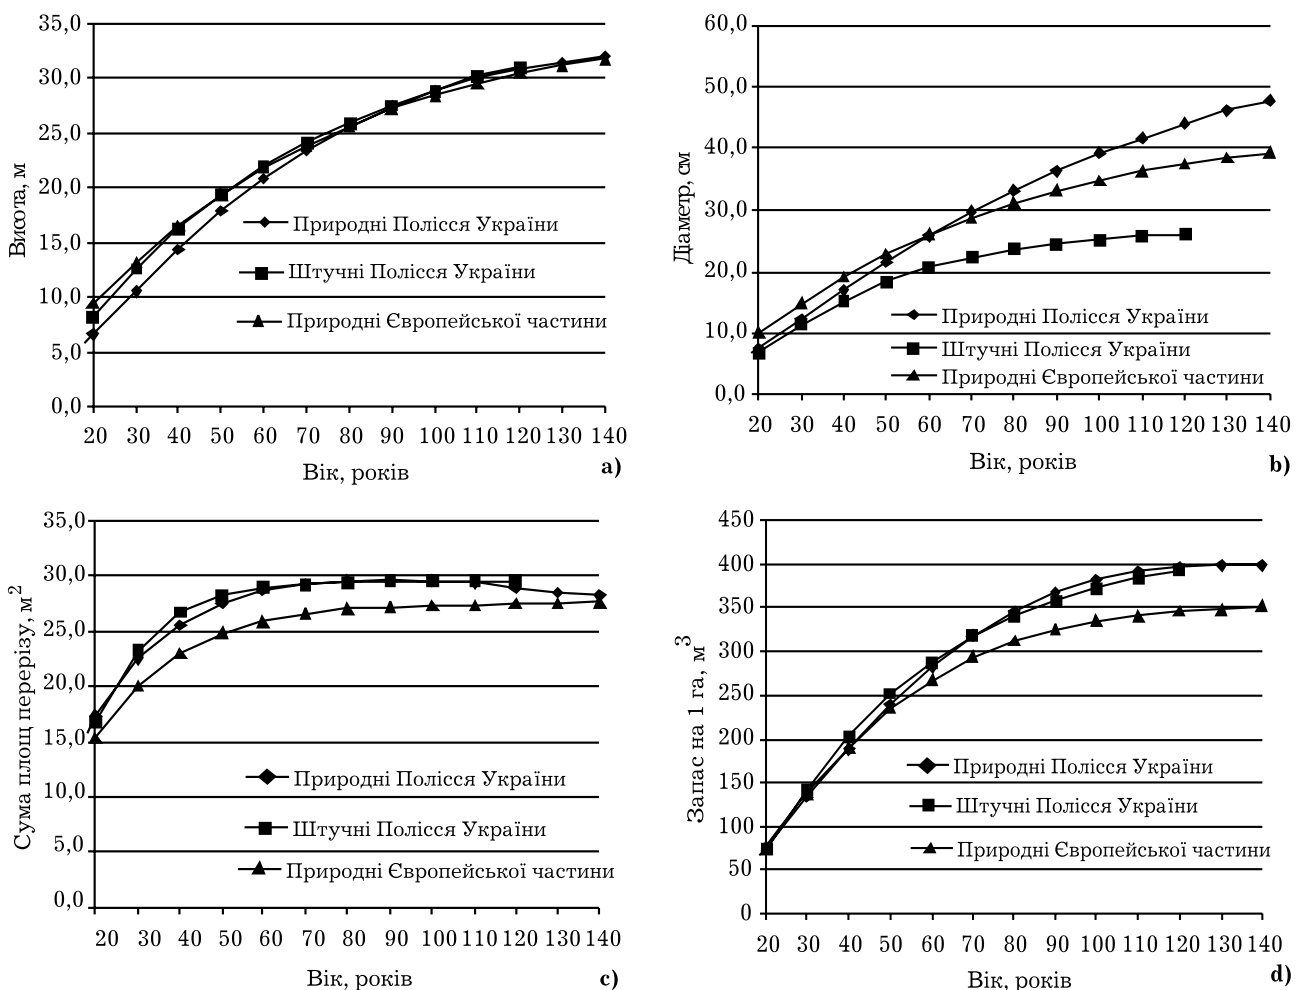 35,0
30,0
25,0
20,0
15,0
10,0
5,0
0,0
Висота, м
Природні Полісся України
Штучні Полісся України
Природні Європейської частини
20 30 40 50 60 70 80 90 100 110 120 130 140
Вік, років
a)
60,0
50,0
40,0
30,0
20,0
10,0
0,0
Діаметр, см
Природні Полісся України
Штучні Полісся України
Природні Європейської частини
20 30 40 50 60 70 80 90 100 110 120 130 140
Вік, років
b)
35,0
30,0
25,0
20,0
15,0
10,0
5,0
0,0
Сума площ перерізу, м²
Природні Полісся України
Штучні Полісся України
Природні Європейської частини
20 30 40 50 60 70 80 90 100 110 120 130 140
Вік, років
c)
450
400
350
300
250
200
150
100
50
0
Запас на 1 га, м³
Природні Полісся України
Штучні Полісся України
Природні Європейської частини
20 30 40 50 60 70 80 90 100 110 120 130 140
Вік, років
d)